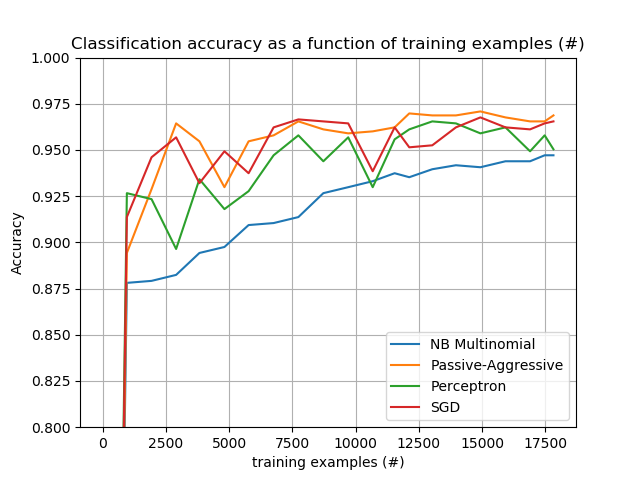 Classification accuracy as a function of training examples (#)
1.000
0.975
0.950
0.925
0.900
0.875
0.850
0.825
0.800
Accuracy
NB Multinomial
Passive-Aggressive
Perceptron
SGD
0 2500 5000 7500 10000 12500 15000 17500
training examples (#)